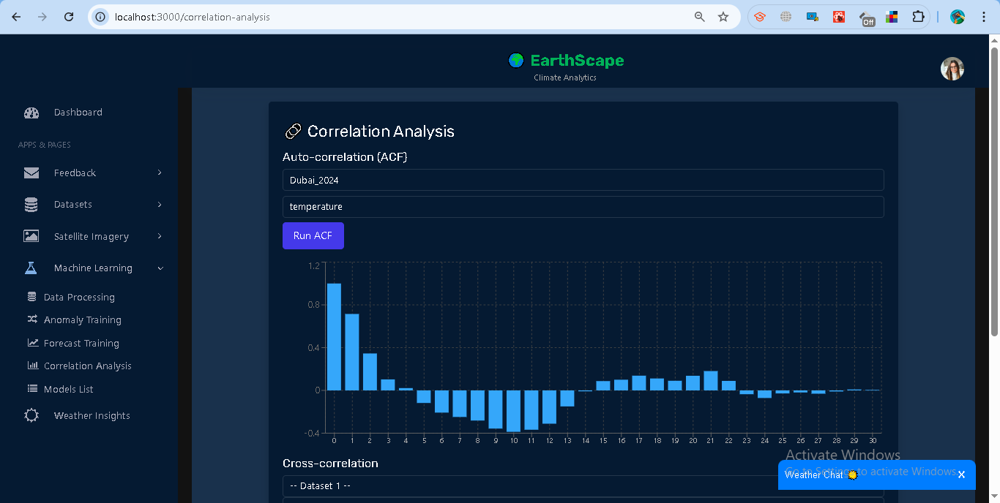 localhost:3000/correlation-analysis
Off
EarthScape
Climate Analytics
Dashboard
APPS & PAGES
Feedback
Datasets
Satellite Imagery
Machine Learning
Data Processing
Anomaly Training
Forecast Training
Correlation Analysis
Models List
Weather Insights
Correlation Analysis
Auto-correlation (ACF)
Dubai_2024
temperature
Run ACF
1.2
0.8
0.4
0
-0.4
0 1 2 3 4 5 6 7 8 9 10 11 12 13 14 15 16 17 18 19 20 21 22 23 24 25 26 27 28 29 30
Cross-correlation
-- Dataset 1 --
Activate Windows
Go to Settings to activate Windows.
Weather Chat